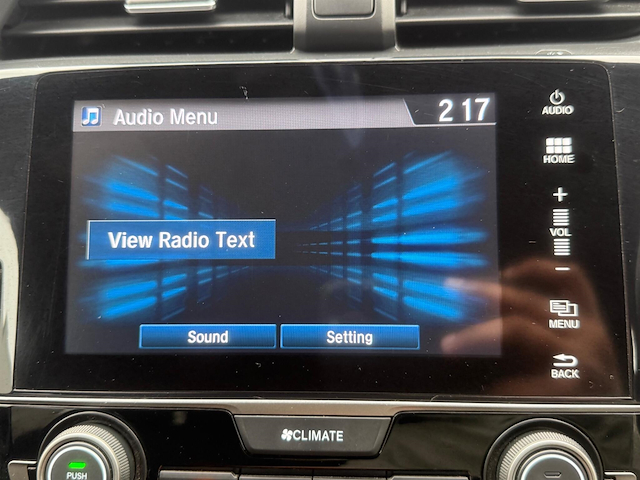 Audio Menu
2 17
AUDIO
HOME
+
VOL
−
View Radio Text
MENU
Sound
Setting
BACK
CLIMATE
PUSH